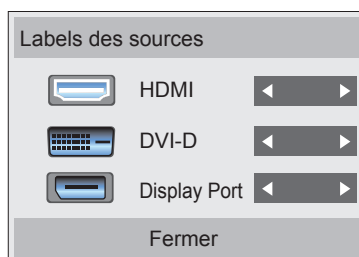 Labels des sources
HDMI
DVI-D
Display Port
Fermer